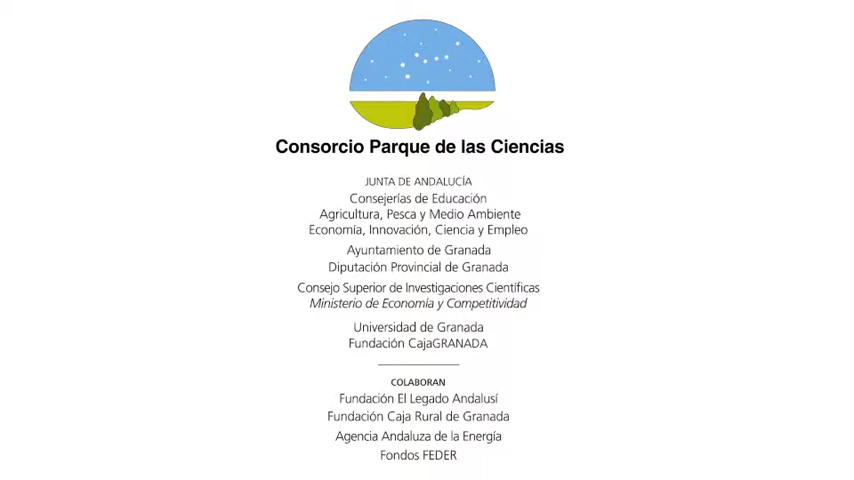 Consorcio Parque de las Ciencias
JUNTA DE ANDALUCÍA
Consejerías de Educación
Agricultura, Pesca y Medio Ambiente
Economía, Innovación, Ciencia y Empleo
Ayuntamiento de Granada
Diputación Provincial de Granada
Consejo Superior de Investigaciones Científicas
Ministerio de Economía y Competitividad
Universidad de Granada
Fundación CajaGRANADA
COLABORAN
Fundación El Legado Andalusí
Fundación Caja Rural de Granada
Agencia Andaluza de la Energía
Fondos FEDER